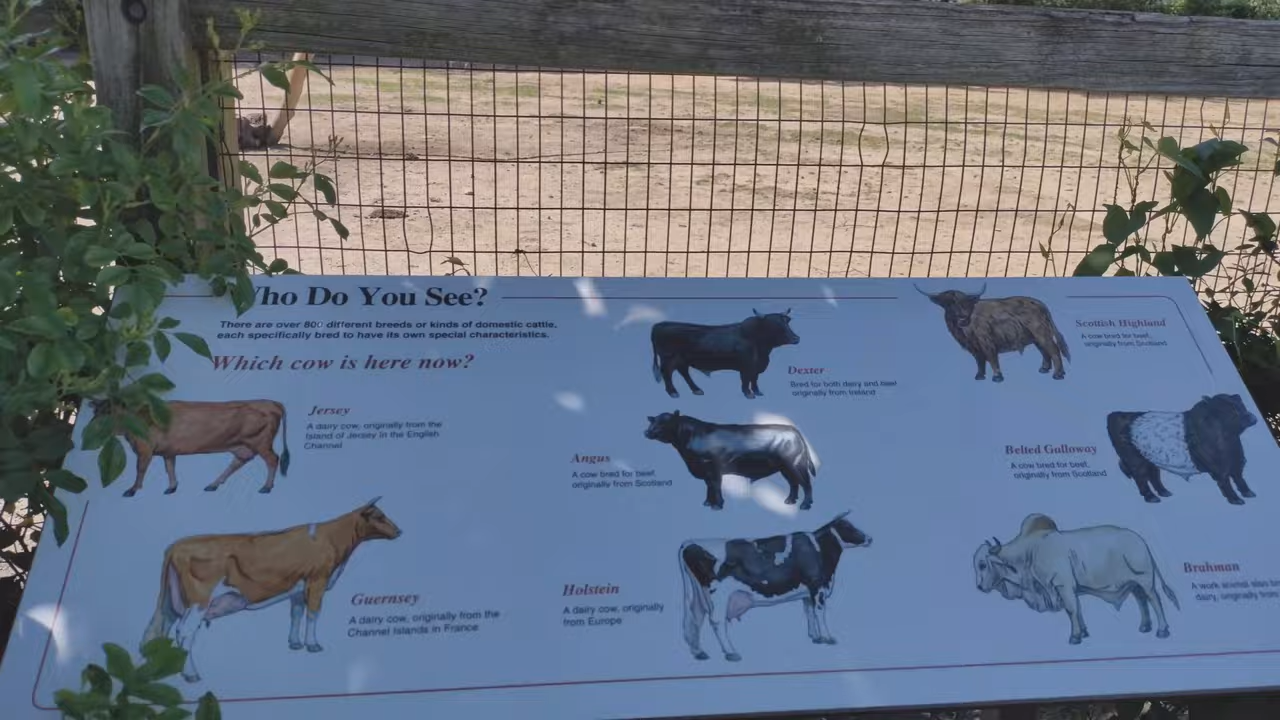 Who Do You See?
There are over 800 different breeds or kinds of domestic cattle,
each specifically bred to have its own special characteristics.
Which cow is here now?
Jersey
A dairy cow, originally from the
Island of Jersey in the English
Channel
Guernsey
A dairy cow, originally from the
Channel Islands in France
Dexter
Bred for both dairy and beef
originally from Ireland
Angus
A cow bred for beef,
originally from Scotland
Holstein
A dairy cow, originally
from Europe
Scottish Highland
A cow bred for beef,
originally from Scotland
Belted Galloway
A cow bred for beef,
originally from Scotland
Brahman
A work animal also
dairy, originally from